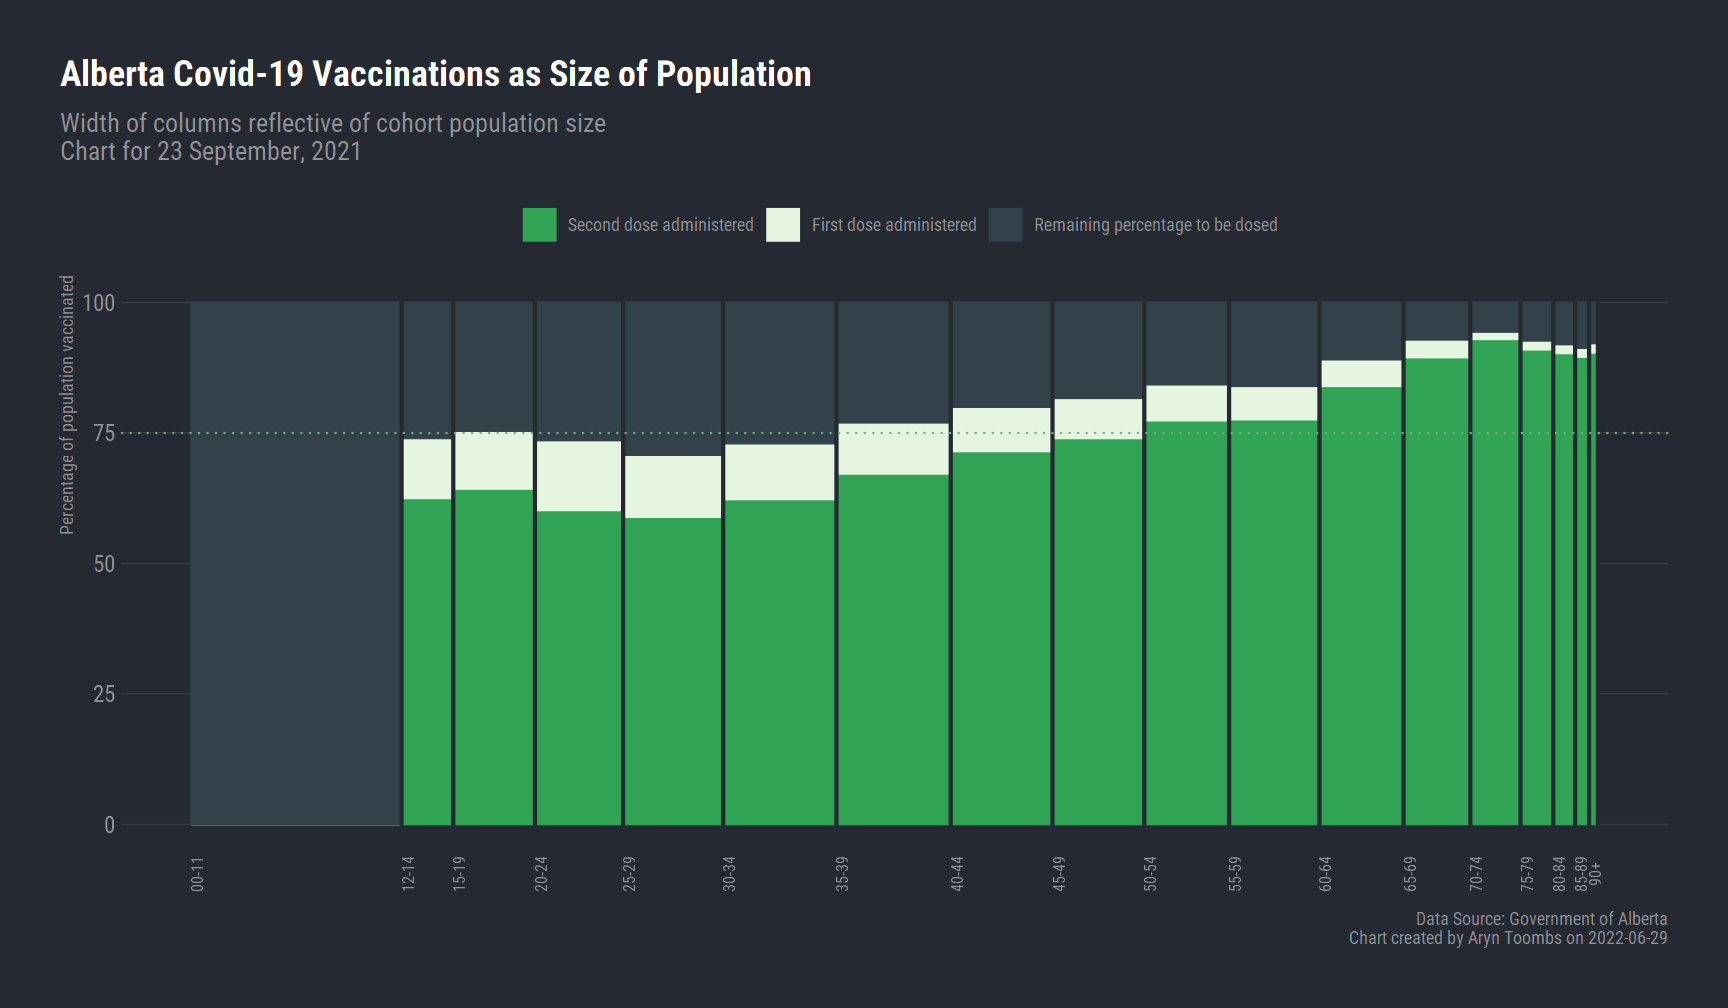 Alberta Covid-19 Vaccinations as Size of Population
Width of columns reflective of cohort population size
Chart for 23 September, 2021
Second dose administered
First dose administered
Remaining percentage to be dosed
Percentage of population vaccinated
100
75
50
25
0
00-11
12-14
15-19
20-24
25-29
30-34
35-39
40-44
45-49
50-54
55-59
60-64
65-69
70-74
75-79
80-84
85-89
90+
Data Source: Government of Alberta
Chart created by Aryn Toombs on 2022-06-29